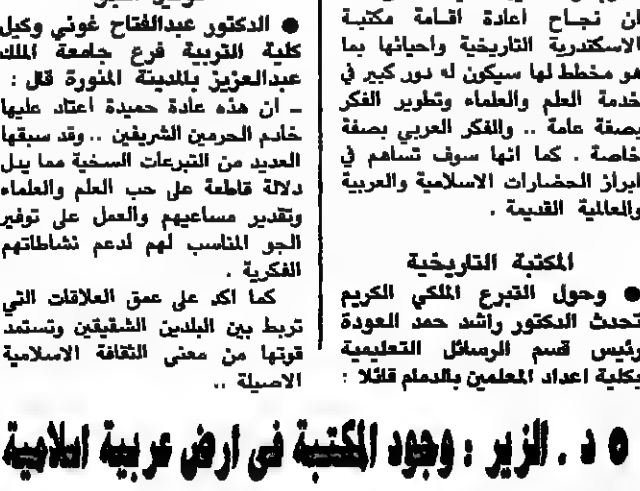 ان نجاح اعادة اقامة مكتبة
الاسكندرية التاريخية واحيائها بما
هو مخطط لها سيكون له دور كبير في
خدمة العلم والعلماء وتطوير الفكر
بصفة عامة .. والفكر العربي بصفة
خاصة . كما انها سوف تساهم في
ابراز الحضارات الاسلامية والعربية
والعالمية القديمة .
المكتبة التاريخية
● وحول التبرع الملكي الكريم
تحدث الدكتور راشد حمد العودة
رئيس قسم الوسائل التعليمية
بكلية اعداد المعلمين بالدمام قائلا :
● الدكتور عبدالفتاح غوني وكيل
كلية التربية فرع جامعة الملك
عبدالعزيز بالمدينة المنورة قال :
ـ ان هذه عادة حميدة اعتاد عليها
خادم الحرمين الشريفين .. وقد سبقها
العديد من التبرعات السخية مما يدل
دلالة قاطعة على حب العلم والعلماء
وتقدير مساعيهم والعمل على توفير
الجو المناسب لهم لدعم نشاطاتهم
الفكرية .
كما اكد على عمق العلاقات التي
تربط بين البلدين الشقيقين وتستمد
قوتها من معنى الثقافة الاسلامية
الاصيلة ..
٥ د . الزير : وجود المكتبة في ارض عربية اسلامية